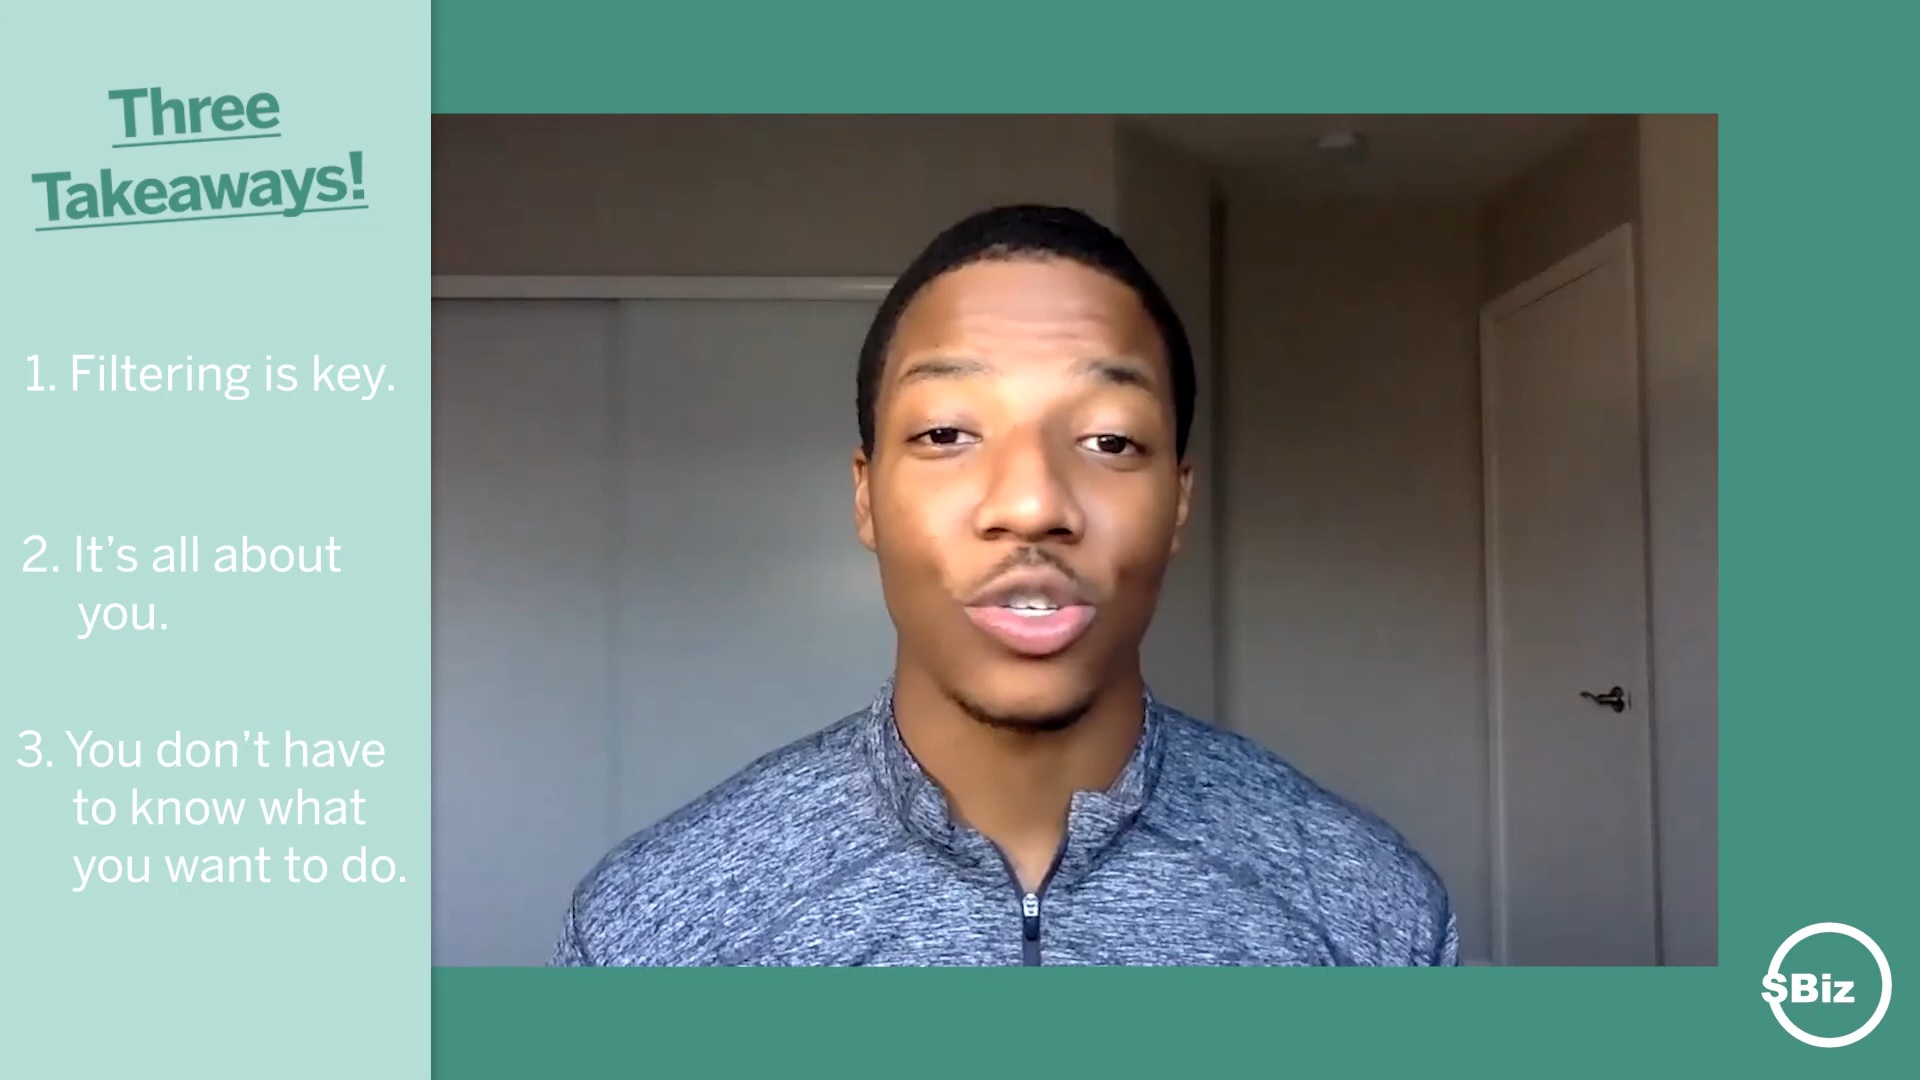 Three
Takeaways!
1. Filtering is key.
2. It’s all about
you.
3. You don’t have
to know what
you want to do.
SBiz